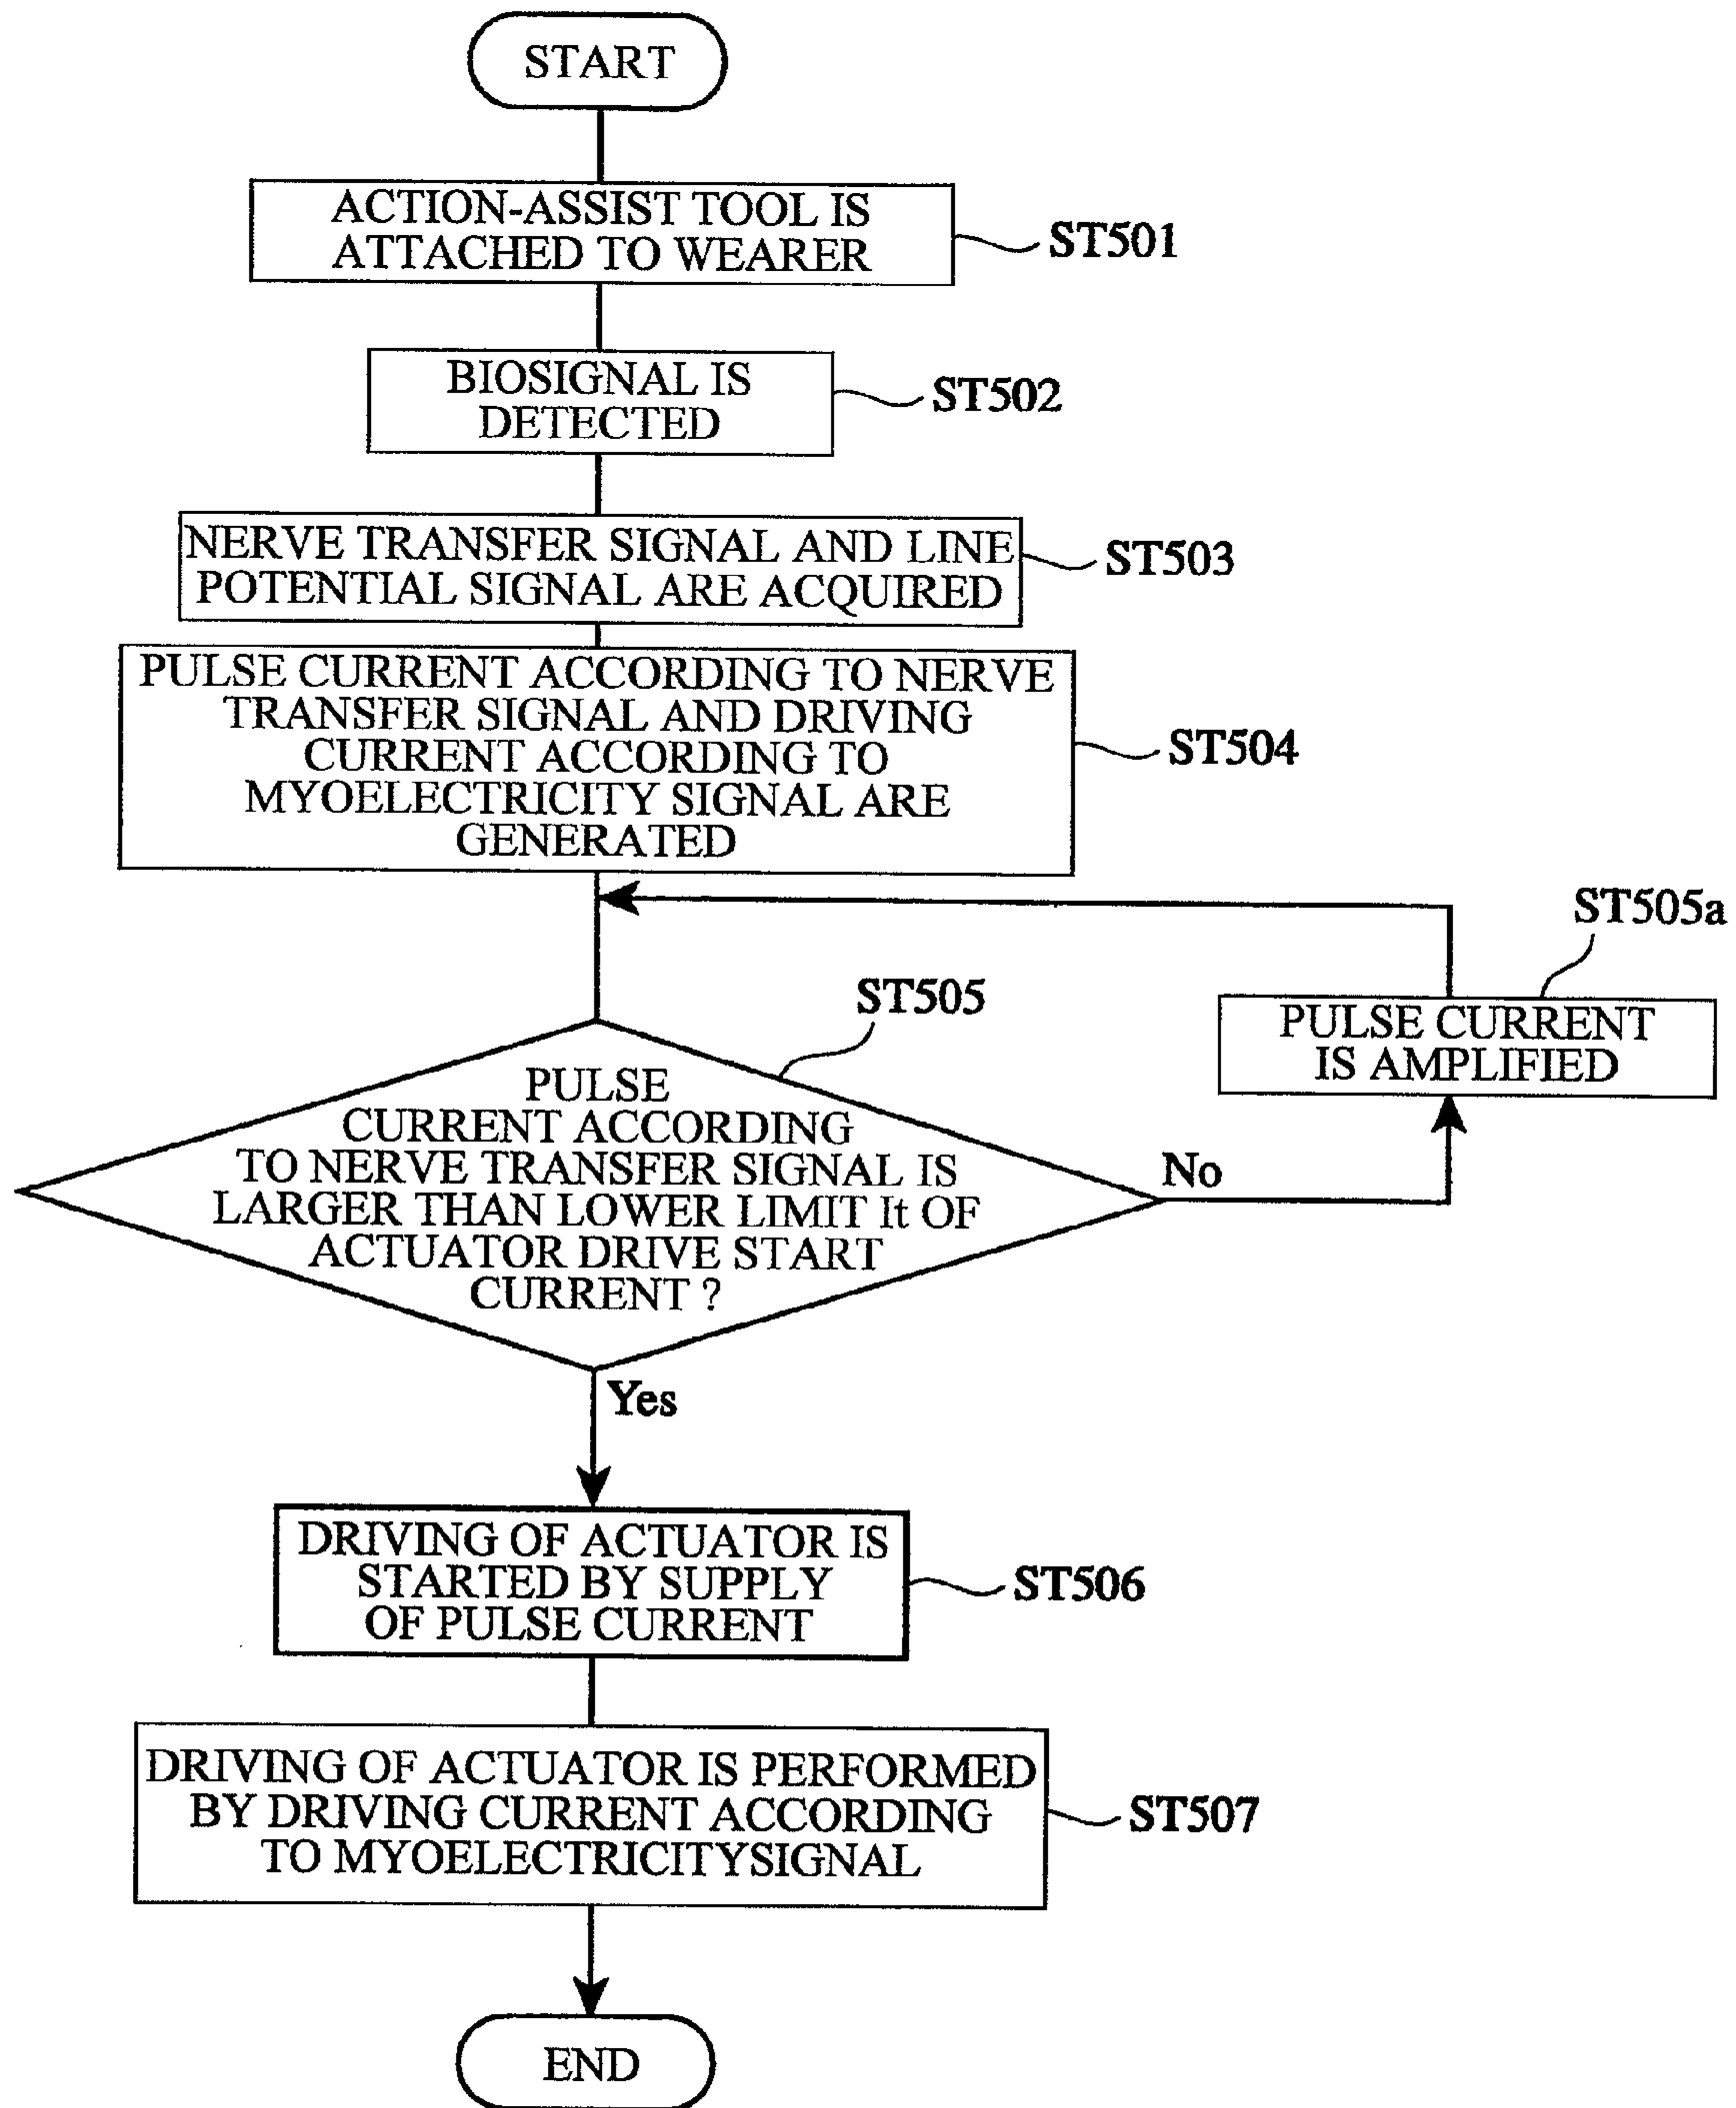 START
ACTION-ASSIST TOOL IS
ATTACHED TO WEARER
ST501
BIOSIGNAL IS
DETECTED
ST502
NERVE TRANSFER SIGNAL AND LINE
POTENTIAL SIGNAL ARE ACQUIRED
ST503
PULSE CURRENT ACCORDING TO NERVE
TRANSFER SIGNAL AND DRIVING
CURRENT ACCORDING TO
MYOELECTRICITY SIGNAL ARE
GENERATED
ST504
ST505a
PULSE CURRENT
IS AMPLIFIED
ST505
PULSE
CURRENT ACCORDING
TO NERVE TRANSFER SIGNAL IS
LARGER THAN LOWER LIMIT It OF
ACTUATOR DRIVE START
CURRENT ?
No
Yes
DRIVING OF ACTUATOR IS
STARTED BY SUPPLY
OF PULSE CURRENT
ST506
DRIVING OF ACTUATOR IS PERFORMED
BY DRIVING CURRENT ACCORDING
TO MYOELECTRICITYSIGNAL
ST507
END